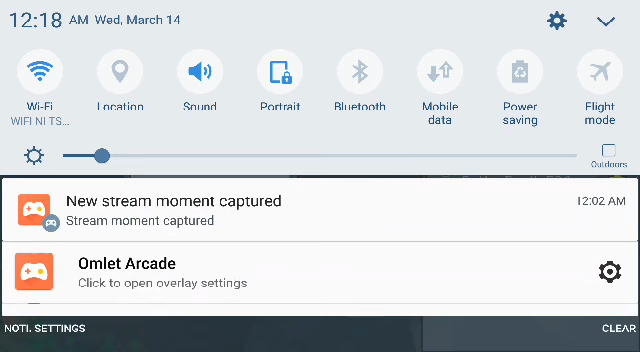 12:18 AM Wed, March 14
Wi-Fi
WIFI NI TS...
Location
Sound
Portrait
Bluetooth
Mobile
data
Power
saving
Flight
mode
Outdoors
New stream moment captured
12:02 AM
Stream moment captured
Omlet Arcade
Click to open overlay settings
NOTI. SETTINGS
CLEAR